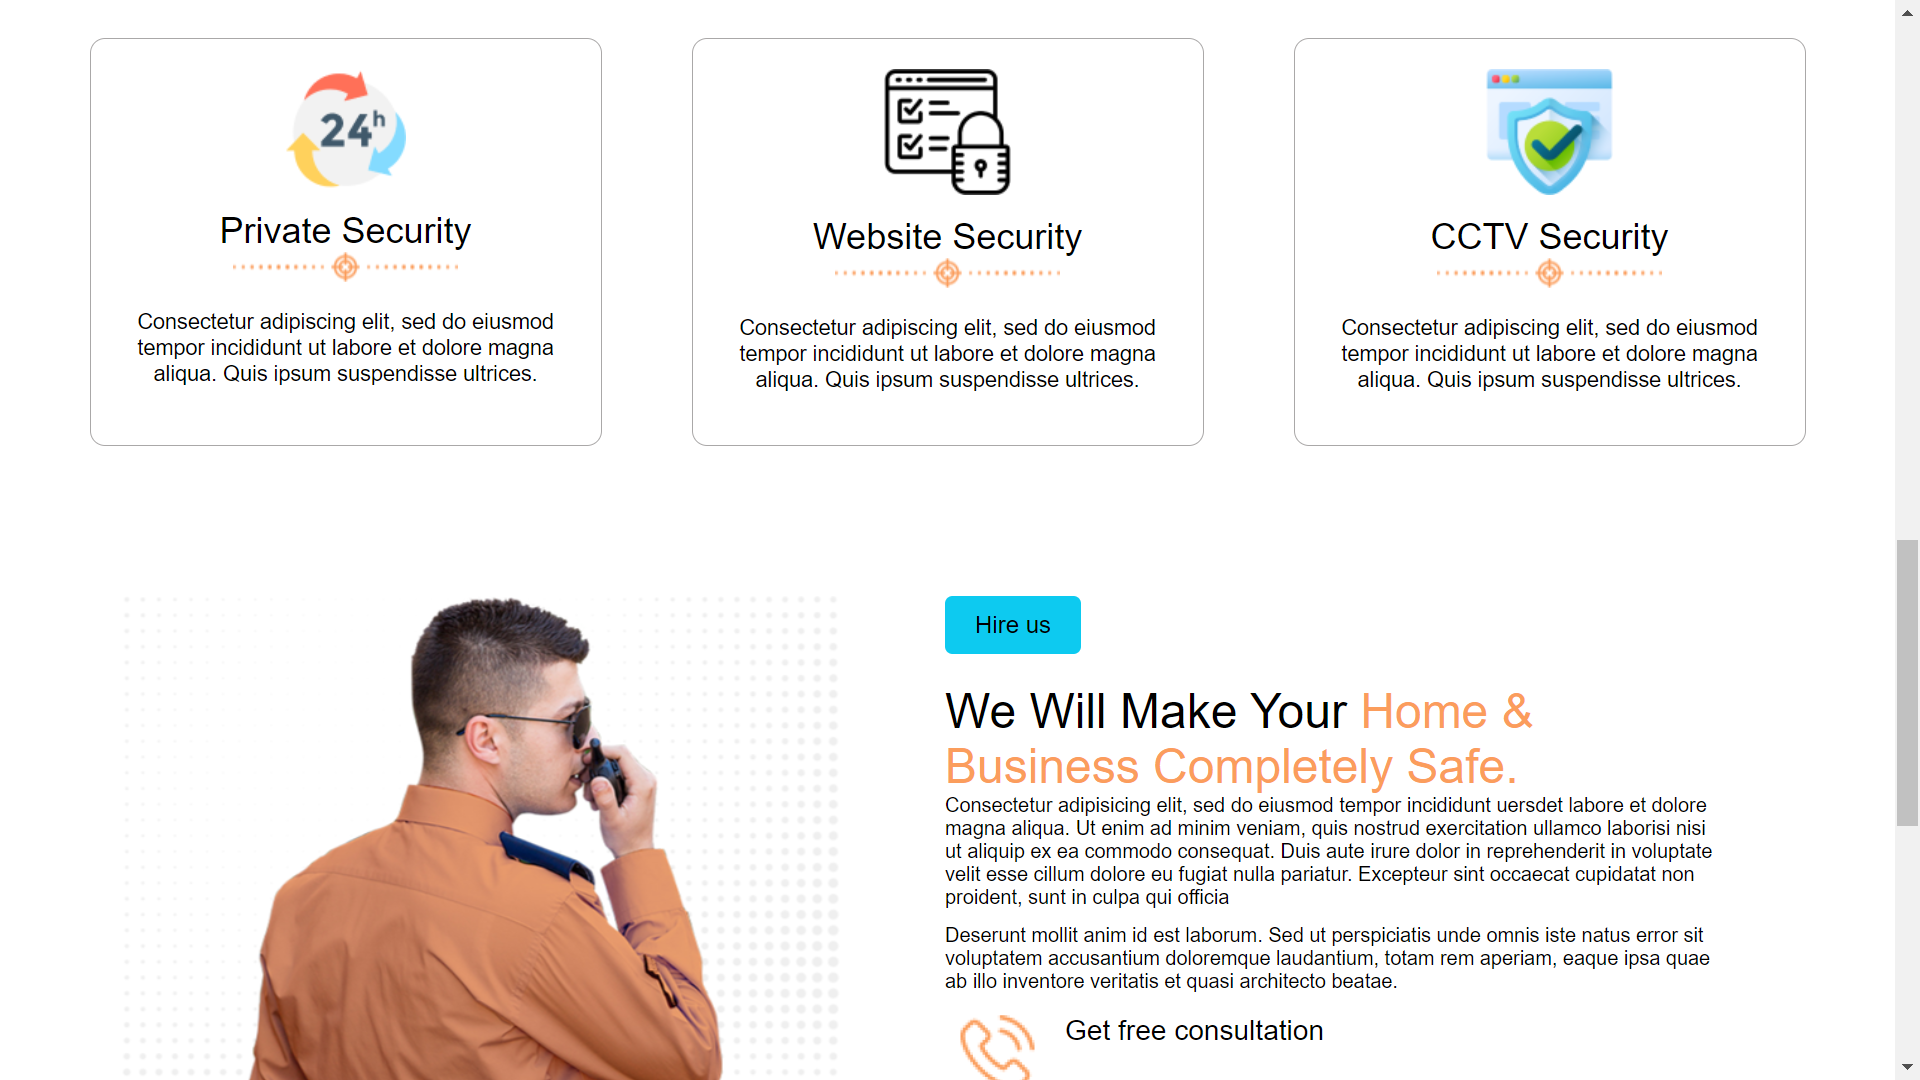 24h
Private Security
Consectetur adipiscing elit, sed do eiusmod
tempor incididunt ut labore et dolore magna
aliqua. Quis ipsum suspendisse ultrices.
Website Security
Consectetur adipiscing elit, sed do eiusmod
tempor incididunt ut labore et dolore magna
aliqua. Quis ipsum suspendisse ultrices.
CCTV Security
Consectetur adipiscing elit, sed do eiusmod
tempor incididunt ut labore et dolore magna
aliqua. Quis ipsum suspendisse ultrices.
Hire us
We Will Make Your Home &
Business Completely Safe.
Consectetur adipisicing elit, sed do eiusmod tempor incididunt uersdet labore et dolore
magna aliqua. Ut enim ad minim veniam, quis nostrud exercitation ullamco laborisi nisi
ut aliquip ex ea commodo consequat. Duis aute irure dolor in reprehenderit in voluptate
velit esse cillum dolore eu fugiat nulla pariatur. Excepteur sint occaecat cupidatat non
proident, sunt in culpa qui officia
Deserunt mollit anim id est laborum. Sed ut perspiciatis unde omnis iste natus error sit
voluptatem accusantium doloremque laudantium, totam rem aperiam, eaque ipsa quae
ab illo inventore veritatis et quasi architecto beatae.
Get free consultation